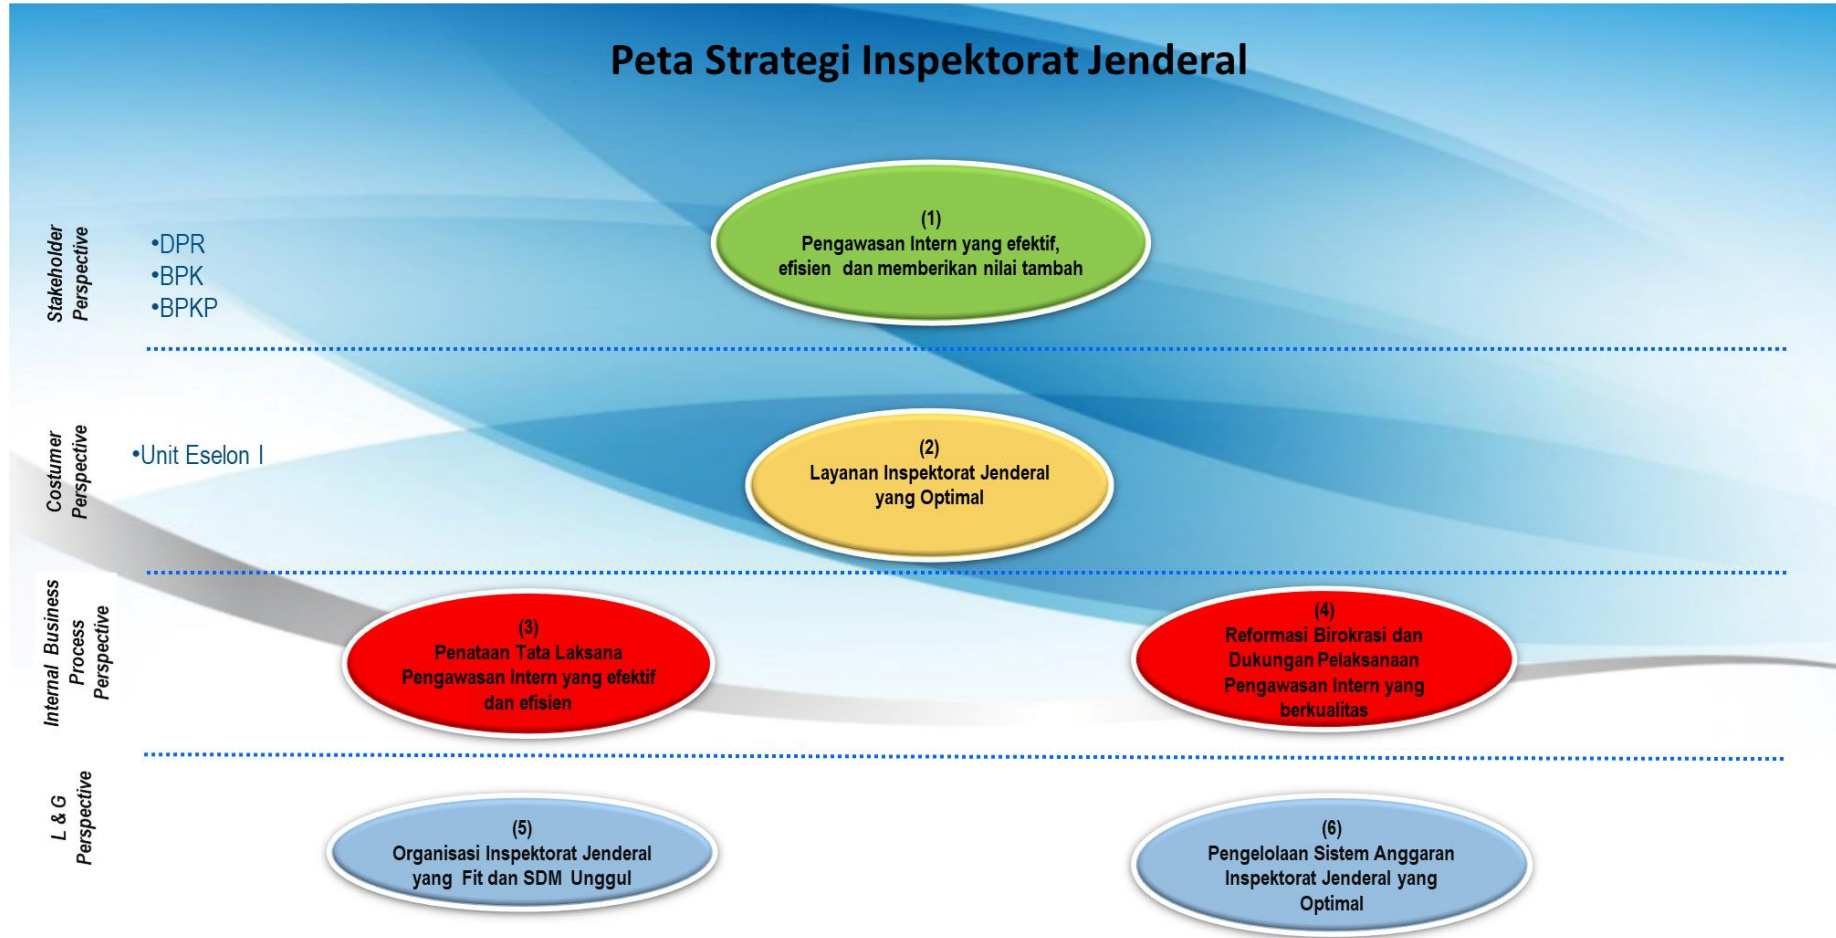 Peta Strategi Inspektorat Jenderal
Stakeholder
Perspective
•DPR
•BPK
•BPKP
(1)
Pengawasan Intern yang efektif,
efisien dan memberikan nilai tambah
Costumer
Perspective
•Unit Eselon I
(2)
Layanan Inspektorat Jenderal
yang Optimal
Internal Business
Process
Perspective
(3)
Penataan Tata Laksana
Pengawasan Intern yang efektif
dan efisien
(4)
Reformasi Birokrasi dan
Dukungan Pelaksanaan
Pengawasan Intern yang
berkualitas
L & G
Perspective
(5)
Organisasi Inspektorat Jenderal
yang Fit dan SDM Unggul
(6)
Pengelolaan Sistem Anggaran
Inspektorat Jenderal yang
Optimal